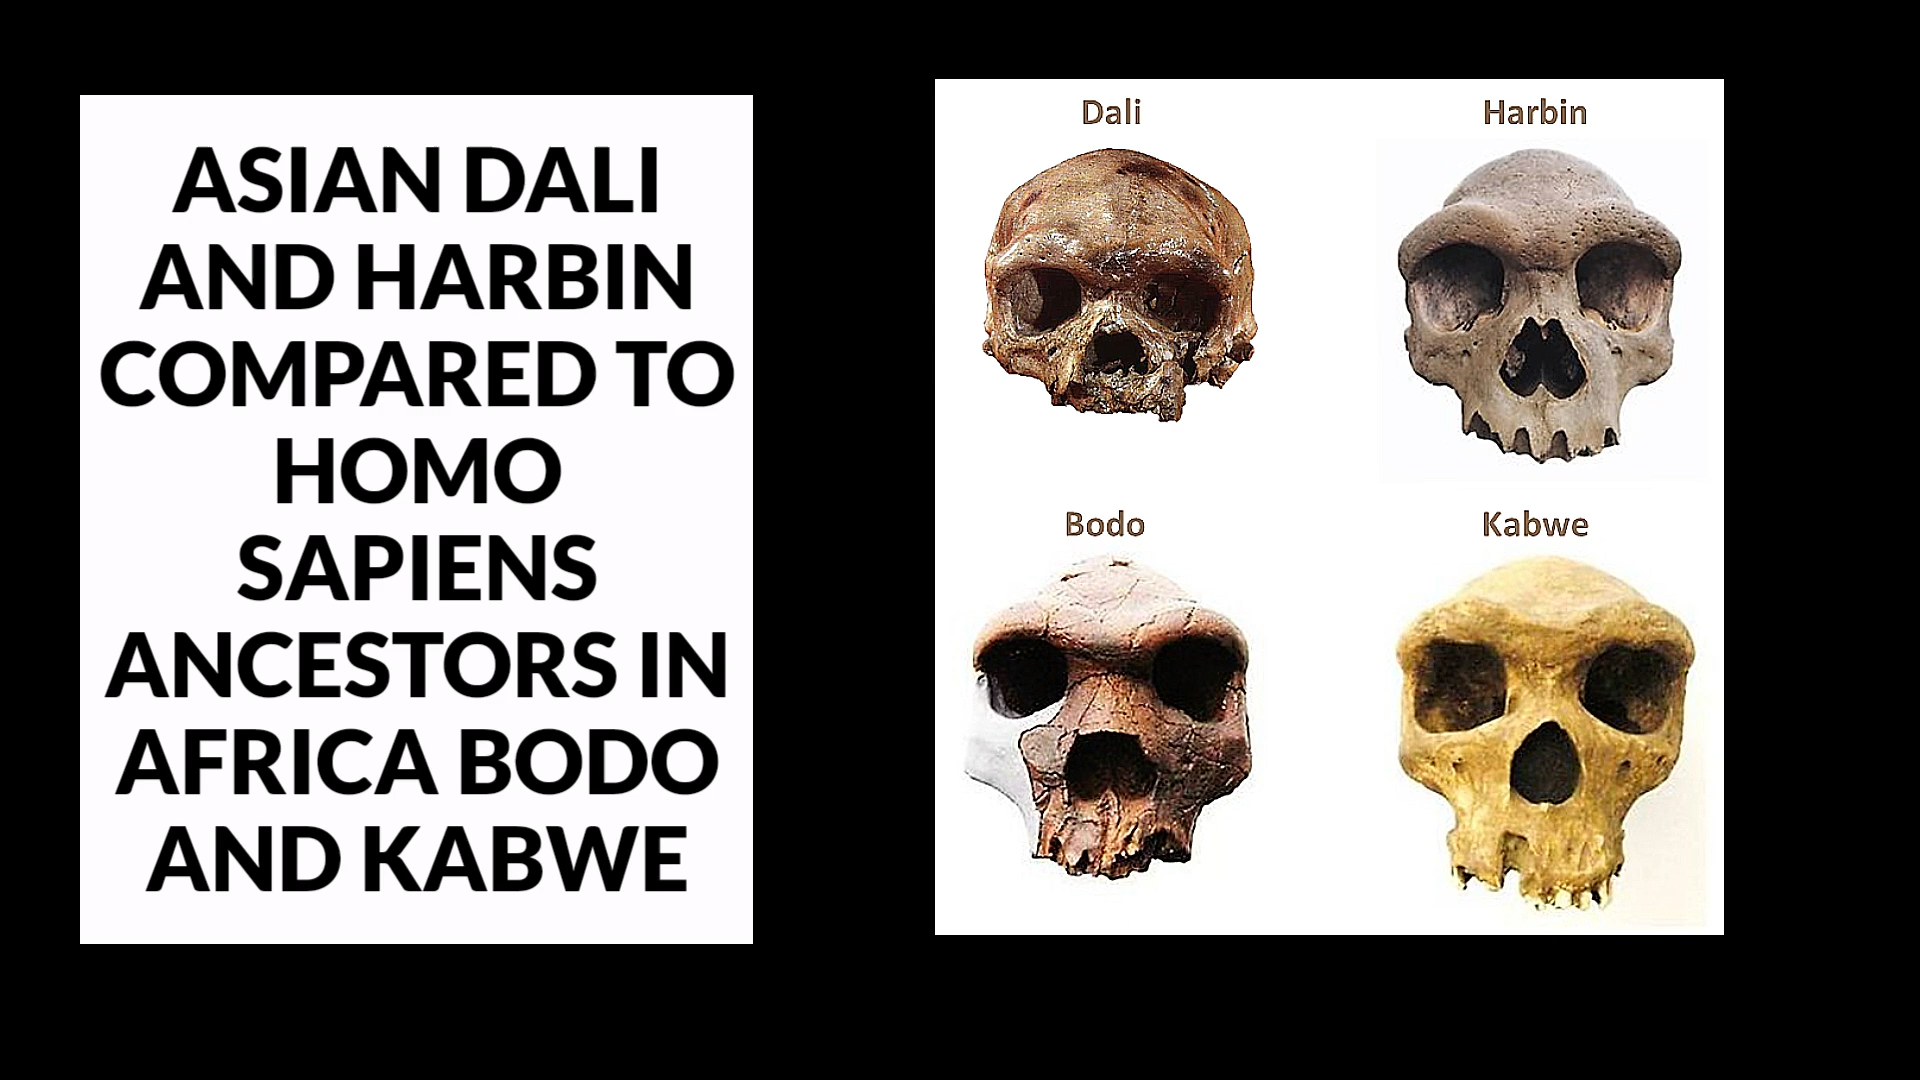 ASIAN DALI
AND HARBIN
COMPARED TO
HOMO
SAPIENS
ANCESTORS IN
AFRICA BODO
AND KABWE
Dali
Harbin
Bodo
Kabwe